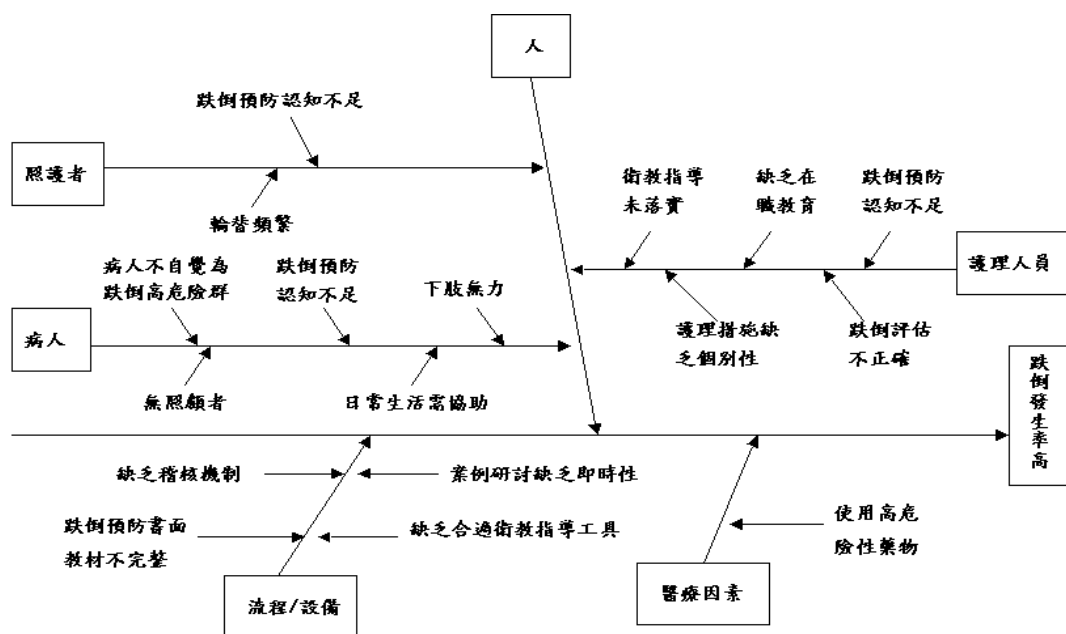 人
跌倒預防認知不足
照護者
輪替頻繁
衛教指導
未落實
缺乏在
職教育
跌倒預防
認知不足
護理人員
護理措施缺
乏個別性
跌倒評估
不正確
病人不自覺為
跌倒高危險群
跌倒預防
認知不足
下肢無力
病人
無照顧者
日常生活需協助
跌倒發生率高
缺乏稽核機制
案例研討缺乏即時性
跌倒預防書面
教材不完整
缺乏合適衛教指導工具
使用高危
險性藥物
流程/設備
醫療因素